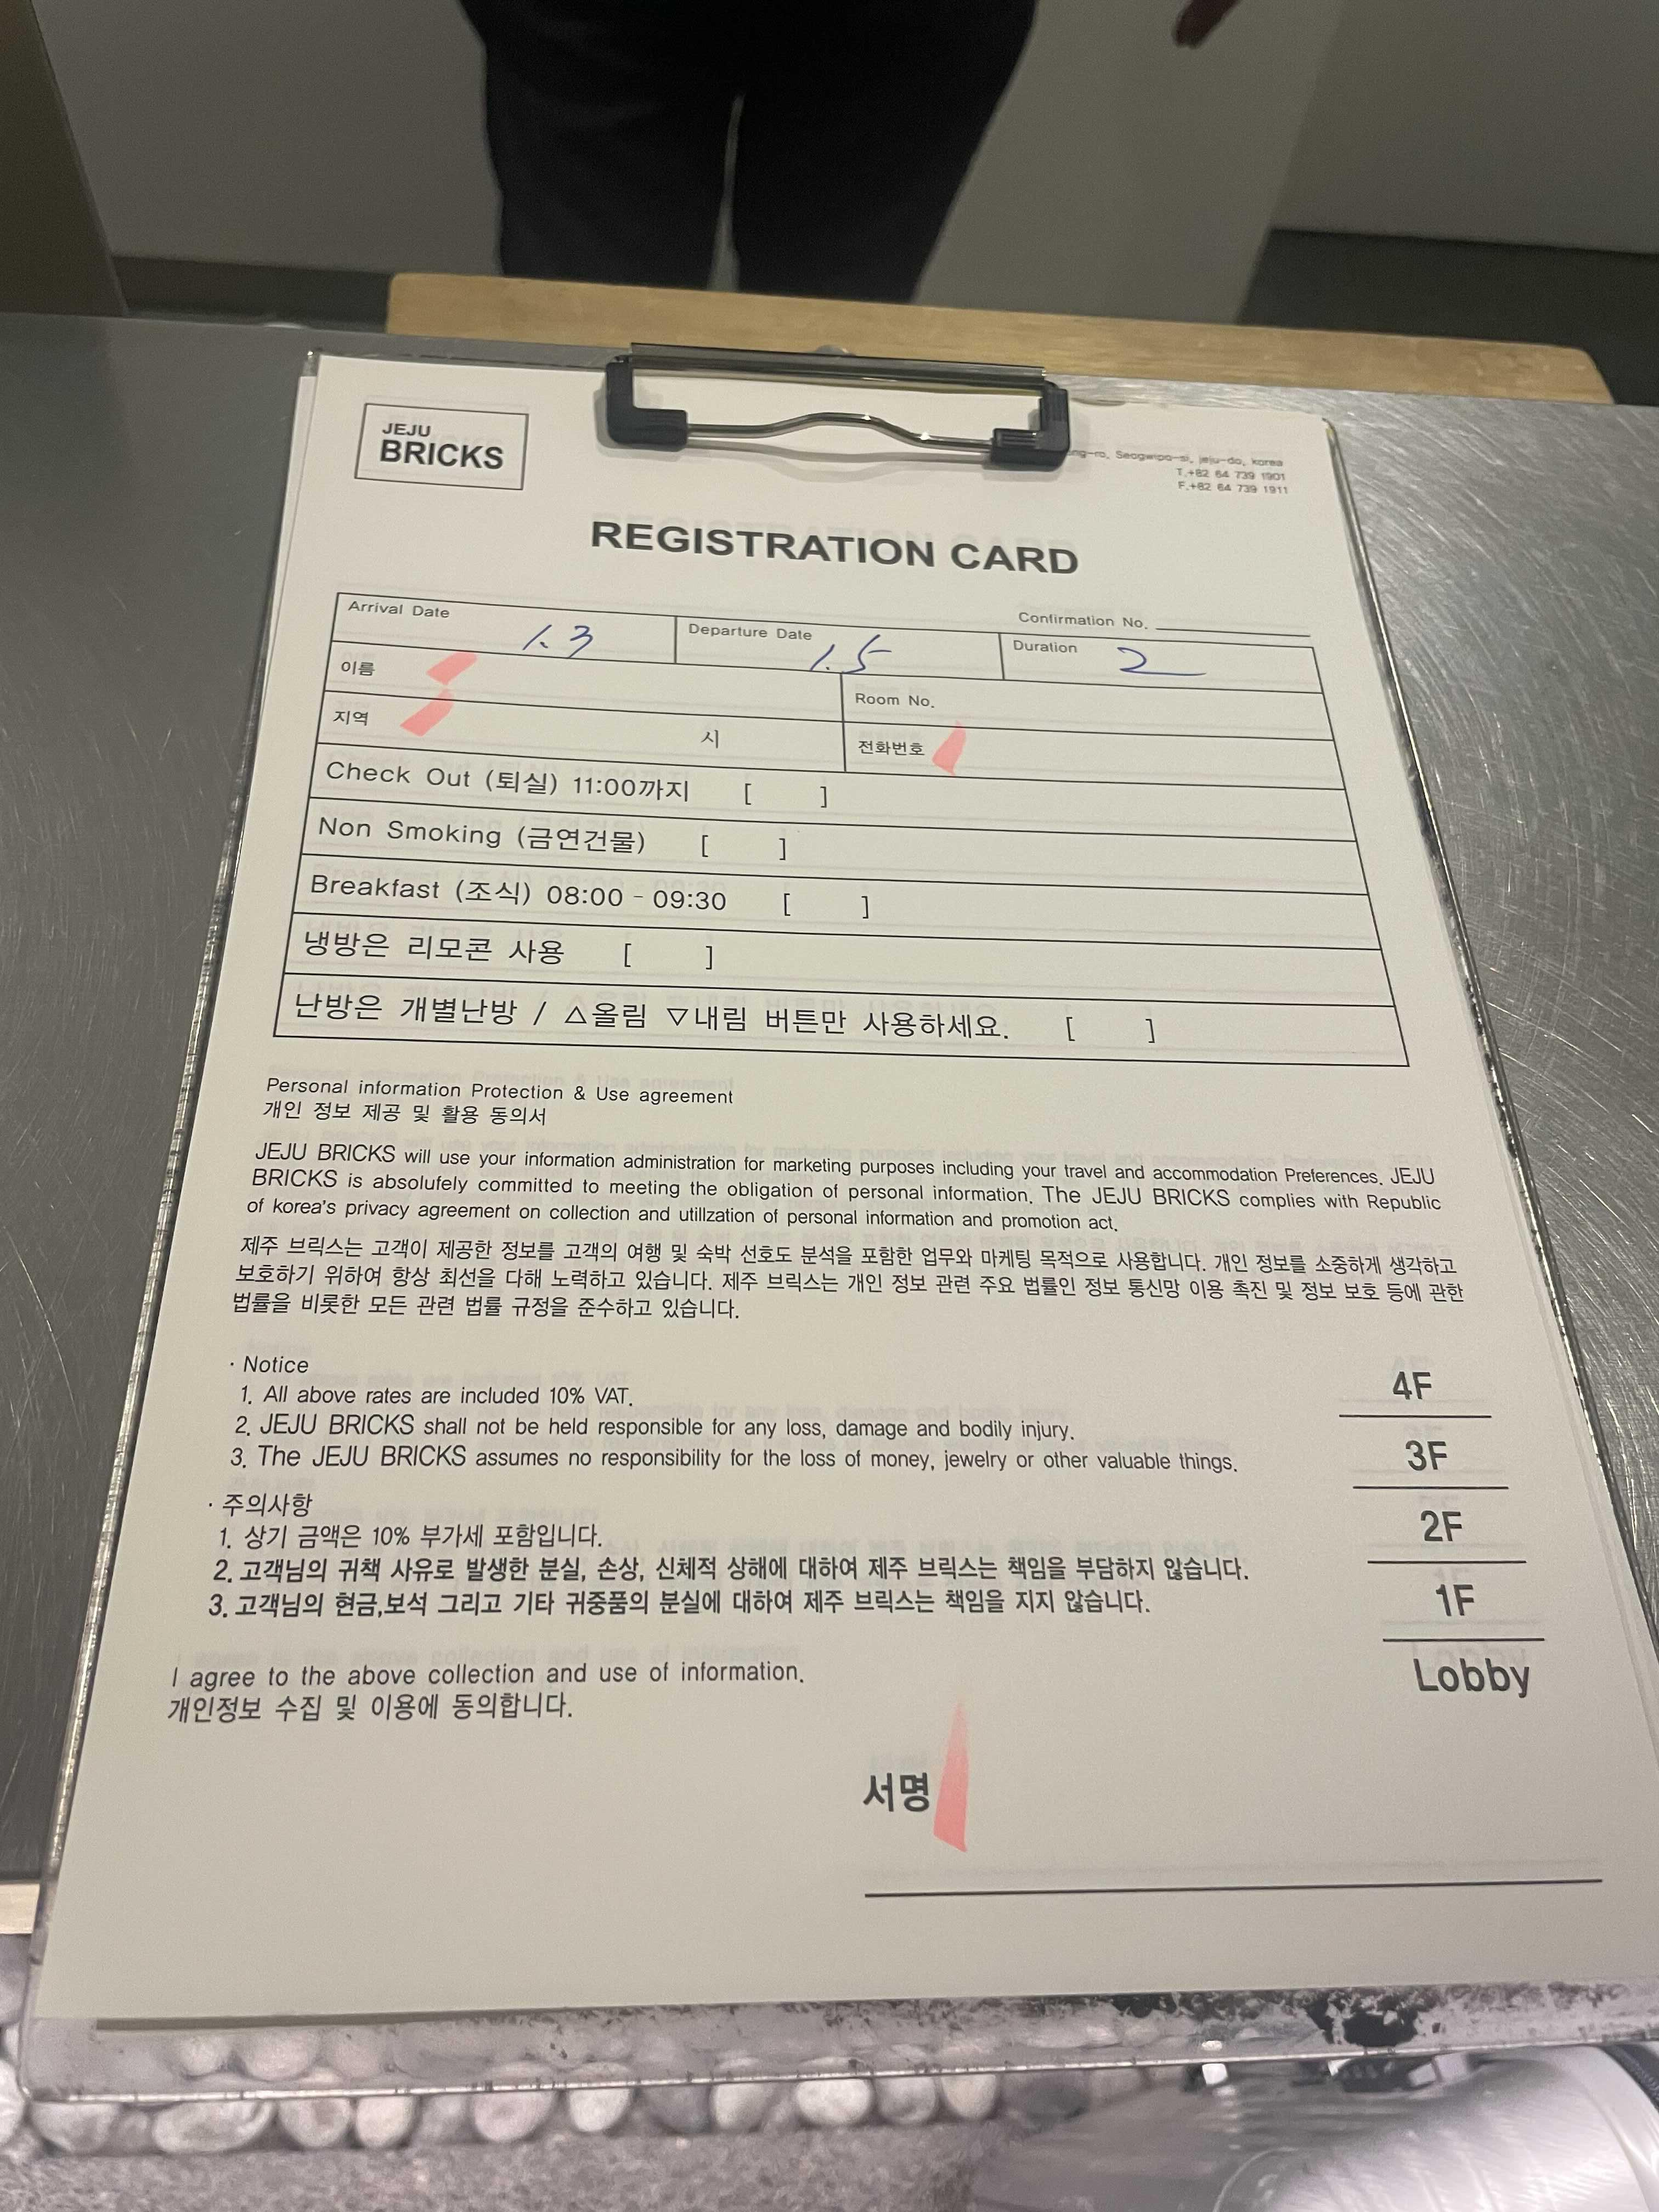 JEJU
BRICKS
Seogwipo-si, jeju-do, korea
T.+82 64 739 1901
F.+82 64 739 1911
REGISTRATION CARD
Confirmation No.
Arrival Date 1.3 Departure Date 1.5 Duration 2
이름 Room No.
지역 시 전화번호
Check Out (퇴실) 11:00까지 [ ]
Non Smoking (금연건물) [ ]
Breakfast (조식) 08:00 - 09:30 [ ]
냉방은 리모콘 사용 [ ]
난방은 개별난방 / △올림 ▽내림 버튼만 사용하세요. [ ]
Personal information Protection & Use agreement
개인 정보 제공 및 활용 동의서
JEJU BRICKS will use your information administration for marketing purposes including your travel and accommodation Preferences. JEJU
BRICKS is absolufely committed to meeting the obligation of personal information. The JEJU BRICKS complies with Republic
of korea's privacy agreement on collection and utillzation of personal information and promotion act.
제주 브릭스는 고객이 제공한 정보를 고객의 여행 및 숙박 선호도 분석을 포함한 업무와 마케팅 목적으로 사용합니다. 개인 정보를 소중하게 생각하고
보호하기 위하여 항상 최선을 다해 노력하고 있습니다. 제주 브릭스는 개인 정보 관련 주요 법률인 정보 통신망 이용 촉진 및 정보 보호 등에 관한
법률을 비롯한 모든 관련 법률 규정을 준수하고 있습니다.
· Notice
1. All above rates are included 10% VAT.
2. JEJU BRICKS shall not be held responsible for any loss, damage and bodily injury.
3. The JEJU BRICKS assumes no responsibility for the loss of money, jewelry or other valuable things.
· 주의사항
1. 상기 금액은 10% 부가세 포함입니다.
2. 고객님의 귀책 사유로 발생한 분실, 손상, 신체적 상해에 대하여 제주 브릭스는 책임을 부담하지 않습니다.
3. 고객님의 현금,보석 그리고 기타 귀중품의 분실에 대하여 제주 브릭스는 책임을 지지 않습니다.
4F
3F
2F
1F
Lobby
I agree to the above collection and use of information.
개인정보 수집 및 이용에 동의합니다.
서명